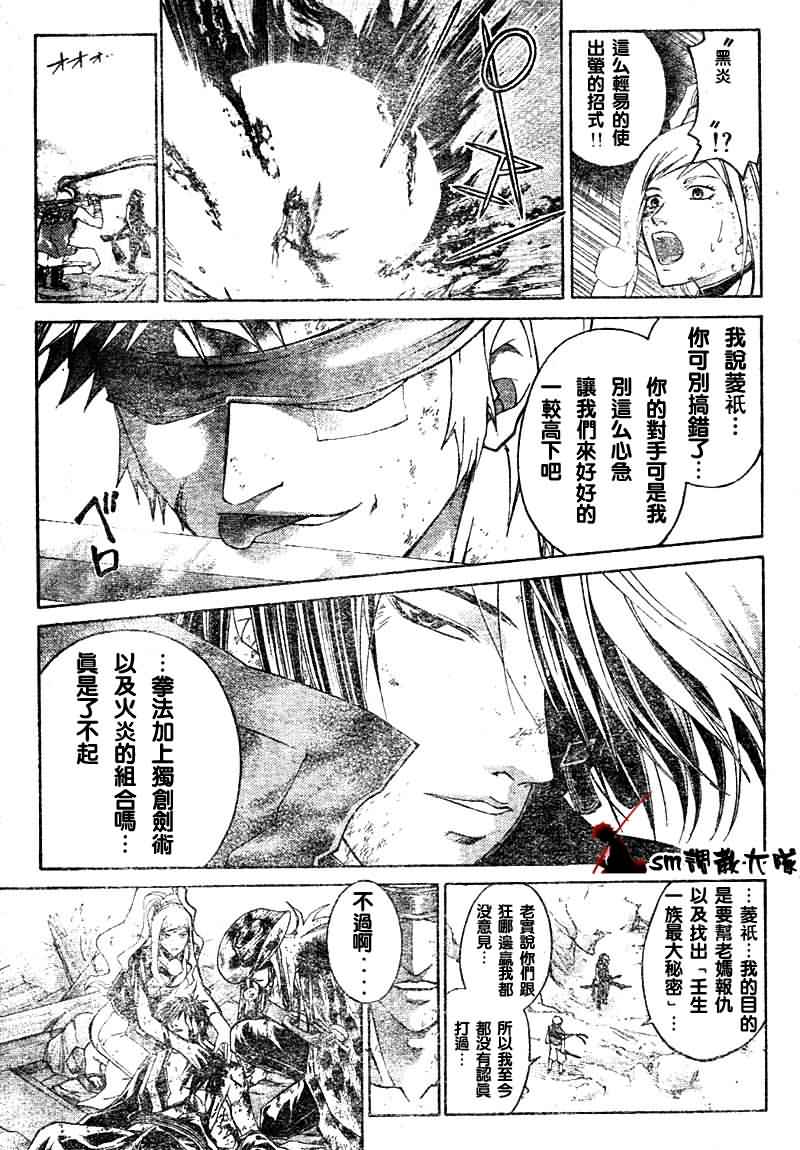 〝黑炎〞!?
這么輕易的使
出螢的招式!!
オオオ‥
我說菱祇…
你可別搞錯了…
你的對手可是我
別這么心急
讓我們來好好的
一較高下吧
ベロ
…拳法加上獨創劍術
以及火炎的組合嗎…
真是了不起
sm調教大隊
…菱祇…我的目的
是要幫老媽報仇
以及找出「壬生
一族最大秘密」…
老實說你們跟
狂哪邊贏我都
沒意見…
所以我至今
都沒有認真
打過…
不過啊……